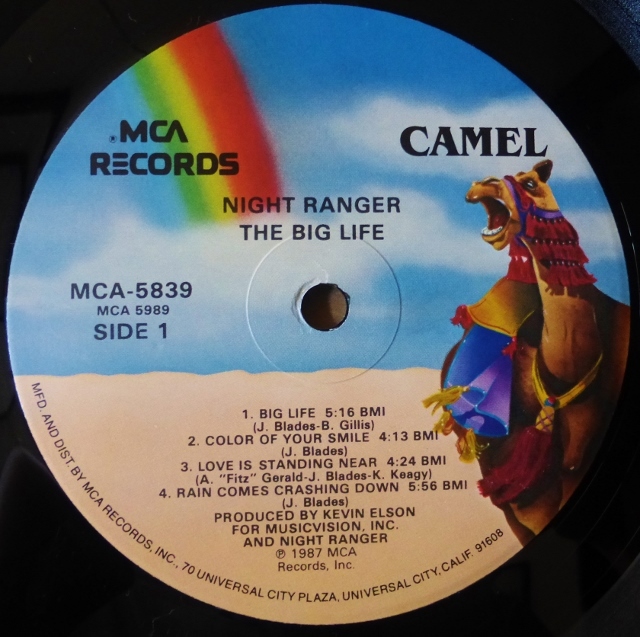 ®MCA
RECORDS
CAMEL
NIGHT RANGER
THE BIG LIFE
MCA-5839
MCA 5989
SIDE 1
1. BIG LIFE 5:16 BMI
(J. Blades-B. Gillis)
2. COLOR OF YOUR SMILE 4:13 BMI
(J. Blades)
3. LOVE IS STANDING NEAR 4:24 BMI
(A. "Fitz" Gerald-J. Blades-K. Keagy)
4. RAIN COMES CRASHING DOWN 5:56 BMI
(J. Blades)
PRODUCED BY KEVIN ELSON
FOR MUSICVISION, INC.
AND NIGHT RANGER
℗ 1987 MCA
Records, Inc.
MFD. AND DIST. BY MCA RECORDS, INC., 70 UNIVERSAL CITY PLAZA, UNIVERSAL CITY, CALIF. 91608